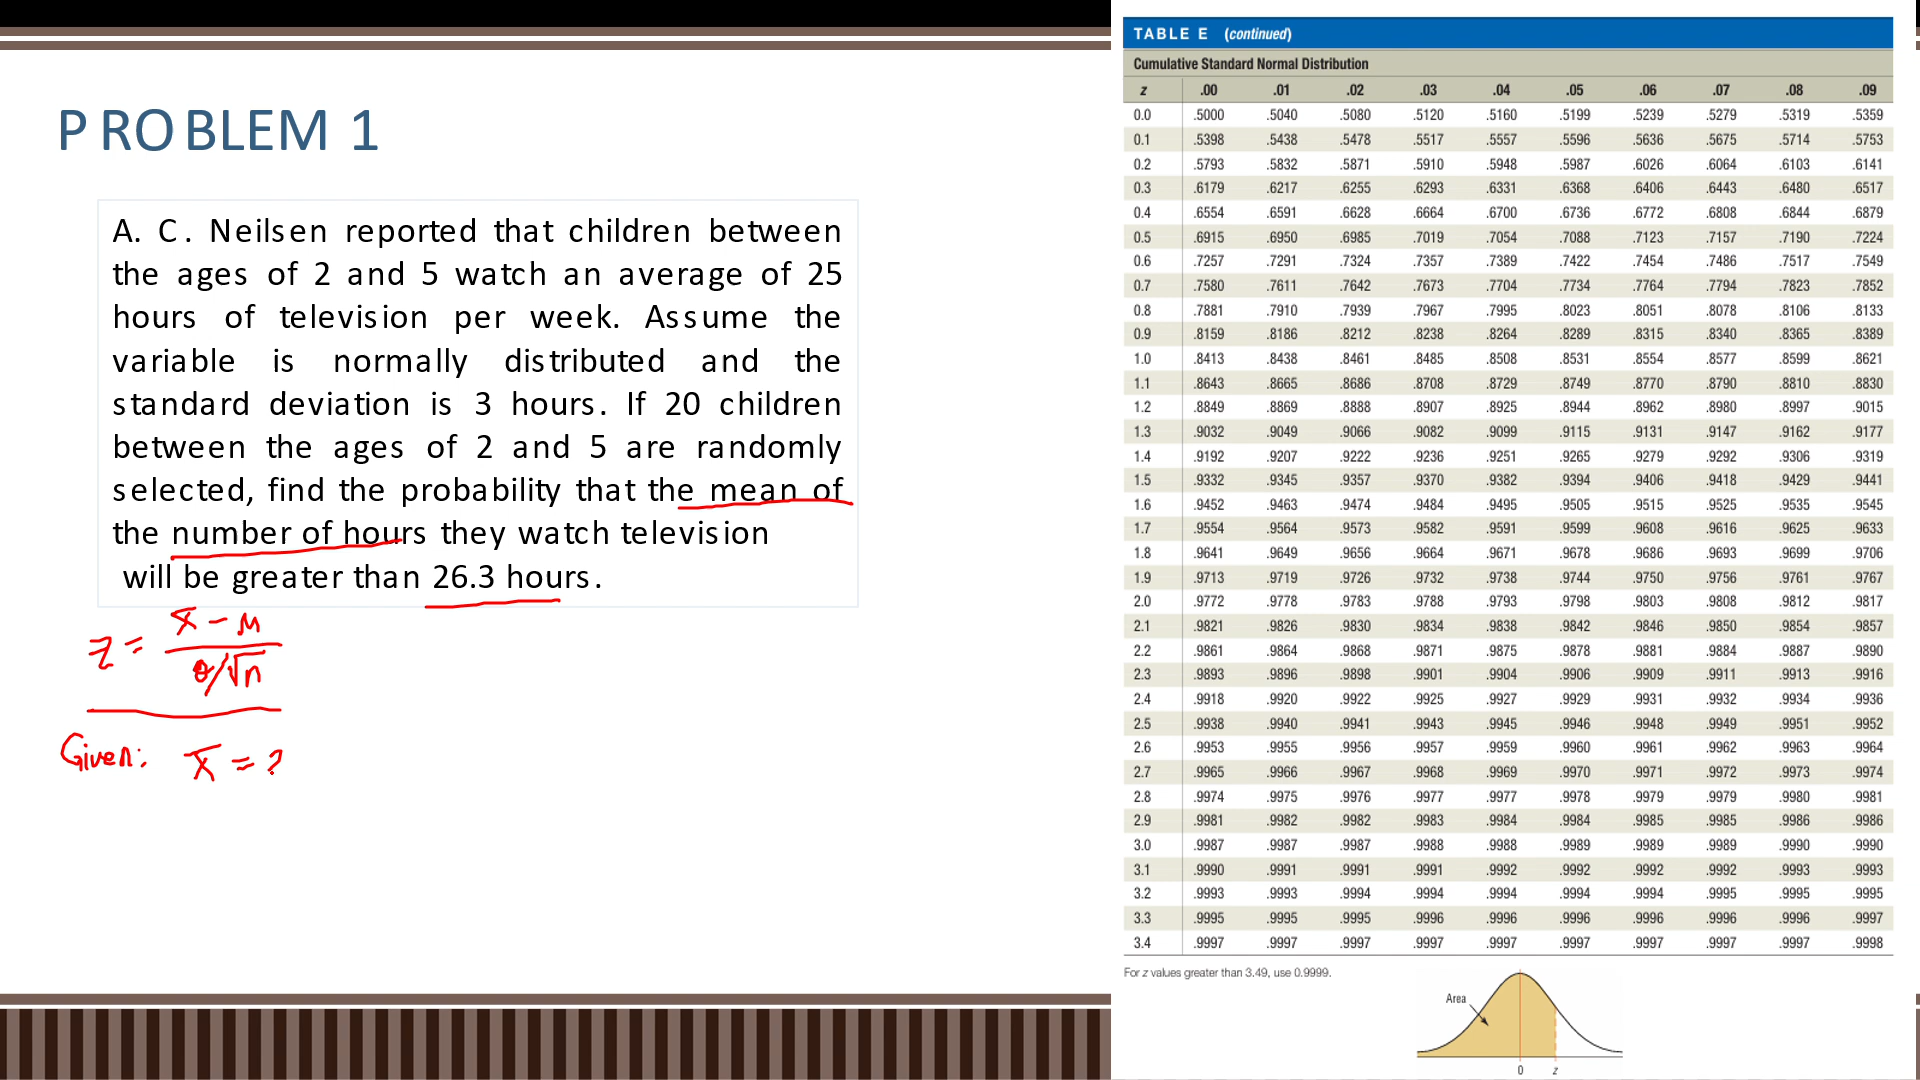 PROBLEM 1
A. C. Neilsen reported that children between
the ages of 2 and 5 watch an average of 25
hours of television per week. Assume the
variable is normally distributed and the
standard deviation is 3 hours. If 20 children
between the ages of 2 and 5 are randomly
selected, find the probability that the mean of
the number of hours they watch television
will be greater than 26.3 hours.
z = x̄ - μ
σ/√n
Given: x̄ = ?
TABLE E (continued)
Cumulative Standard Normal Distribution
z .00 .01 .02 .03 .04 .05 .06 .07 .08 .09
0.0 .5000 .5040 .5080 .5120 .5160 .5199 .5239 .5279 .5319 .5359
0.1 .5398 .5438 .5478 .5517 .5557 .5596 .5636 .5675 .5714 .5753
0.2 .5793 .5832 .5871 .5910 .5948 .5987 .6026 .6064 .6103 .6141
0.3 .6179 .6217 .6255 .6293 .6331 .6368 .6406 .6443 .6480 .6517
0.4 .6554 .6591 .6628 .6664 .6700 .6736 .6772 .6808 .6844 .6879
0.5 .6915 .6950 .6985 .7019 .7054 .7088 .7123 .7157 .7190 .7224
0.6 .7257 .7291 .7324 .7357 .7389 .7422 .7454 .7486 .7517 .7549
0.7 .7580 .7611 .7642 .7673 .7704 .7734 .7764 .7794 .7823 .7852
0.8 .7881 .7910 .7939 .7967 .7995 .8023 .8051 .8078 .8106 .8133
0.9 .8159 .8186 .8212 .8238 .8264 .8289 .8315 .8340 .8365 .8389
1.0 .8413 .8438 .8461 .8485 .8508 .8531 .8554 .8577 .8599 .8621
1.1 .8643 .8665 .8686 .8708 .8729 .8749 .8770 .8790 .8810 .8830
1.2 .8849 .8869 .8888 .8907 .8925 .8944 .8962 .8980 .8997 .9015
1.3 .9032 .9049 .9066 .9082 .9099 .9115 .9131 .9147 .9162 .9177
1.4 .9192 .9207 .9222 .9236 .9251 .9265 .9279 .9292 .9306 .9319
1.5 .9332 .9345 .9357 .9370 .9382 .9394 .9406 .9418 .9429 .9441
1.6 .9452 .9463 .9474 .9484 .9495 .9505 .9515 .9525 .9535 .9545
1.7 .9554 .9564 .9573 .9582 .9591 .9599 .9608 .9616 .9625 .9633
1.8 .9641 .9649 .9656 .9664 .9671 .9678 .9686 .9693 .9699 .9706
1.9 .9713 .9719 .9726 .9732 .9738 .9744 .9750 .9756 .9761 .9767
2.0 .9772 .9778 .9783 .9788 .9793 .9798 .9803 .9808 .9812 .9817
2.1 .9821 .9826 .9830 .9834 .9838 .9842 .9846 .9850 .9854 .9857
2.2 .9861 .9864 .9868 .9871 .9875 .9878 .9881 .9884 .9887 .9890
2.3 .9893 .9896 .9898 .9901 .9904 .9906 .9909 .9911 .9913 .9916
2.4 .9918 .9920 .9922 .9925 .9927 .9929 .9931 .9932 .9934 .9936
2.5 .9938 .9940 .9941 .9943 .9945 .9946 .9948 .9949 .9951 .9952
2.6 .9953 .9955 .9956 .9957 .9959 .9960 .9961 .9962 .9963 .9964
2.7 .9965 .9966 .9967 .9968 .9969 .9970 .9971 .9972 .9973 .9974
2.8 .9974 .9975 .9976 .9977 .9977 .9978 .9979 .9979 .9980 .9981
2.9 .9981 .9982 .9982 .9983 .9984 .9984 .9985 .9985 .9986 .9986
3.0 .9987 .9987 .9987 .9988 .9988 .9989 .9989 .9989 .9990 .9990
3.1 .9990 .9991 .9991 .9991 .9992 .9992 .9992 .9992 .9993 .9993
3.2 .9993 .9993 .9994 .9994 .9994 .9994 .9994 .9995 .9995 .9995
3.3 .9995 .9995 .9995 .9996 .9996 .9996 .9996 .9996 .9996 .9997
3.4 .9997 .9997 .9997 .9997 .9997 .9997 .9997 .9997 .9997 .9998
For z values greater than 3.49, use 0.9999.
Area
0 z